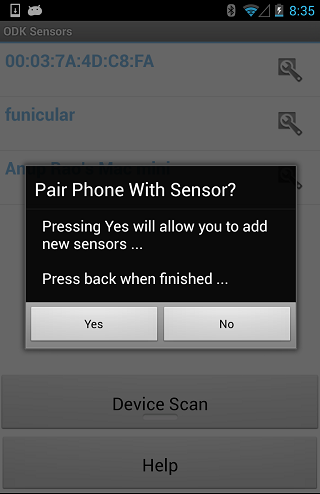 8:35
ODK Sensors
00:03:7A:4D:C8:FA
funicular
Pair Phone With Sensor?
Pressing Yes will allow you to add
new sensors ...
Press back when finished ...
Yes
No
Device Scan
Help